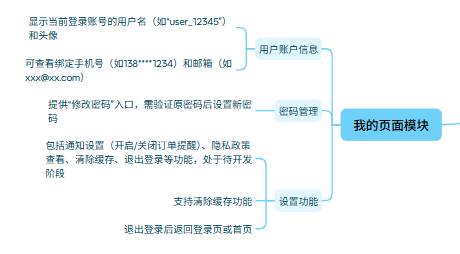 显示当前登录账号的用户名（如“user_12345”）
和头像
用户账户信息
可查看绑定手机号（如138****1234）和邮箱（如
xxx@xx.com）
提供“修改密码”入口，需验证原密码后设置新密
码
密码管理
我的页面模块
包括通知设置（开启/关闭订单提醒）、隐私政策
查看、清除缓存、退出登录等功能，处于待开发
阶段
支持清除缓存功能
设置功能
退出登录后返回登录页或首页